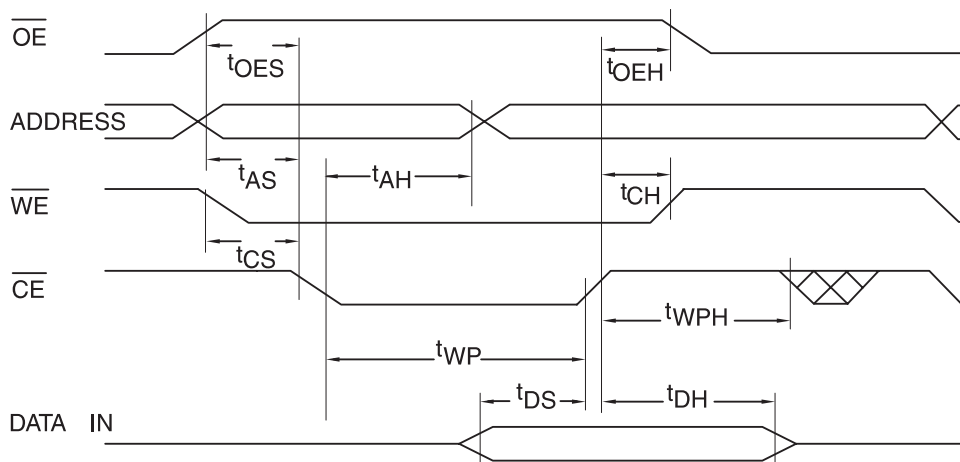 OE
tOES
tOEH
ADDRESS
tAS
tAH
tCH
WE
tCS
CE
tWPH
tWP
tDS
tDH
DATA IN